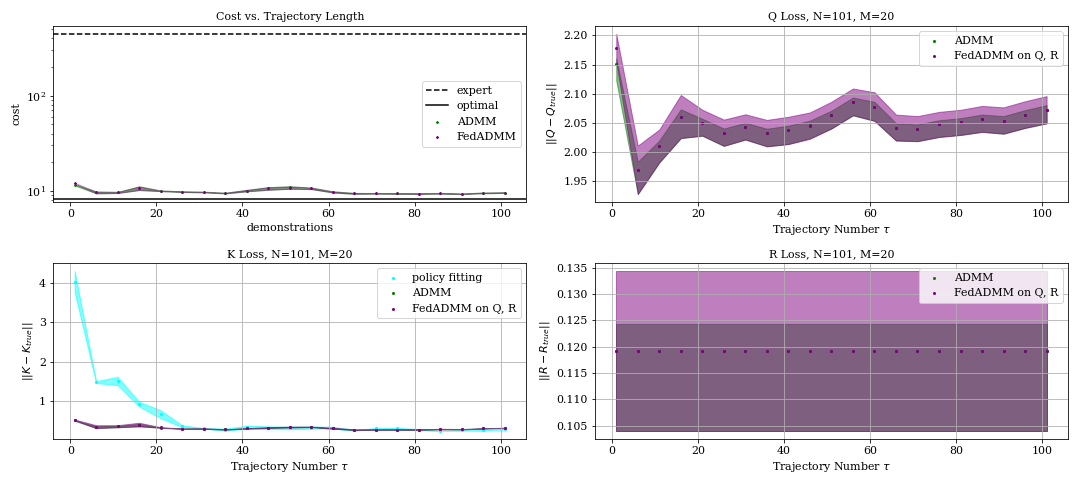 Cost vs. Trajectory Length
cost
10²
10¹
expert
optimal
ADMM
FedADMM
0 20 40 60 80 100
demonstrations
Q Loss, N=101, M=20
||Q − Q_true||
2.20
2.15
2.10
2.05
2.00
1.95
ADMM
FedADMM on Q, R
0 20 40 60 80 100
Trajectory Number τ
K Loss, N=101, M=20
||K − K_true||
4
3
2
1
policy fitting
ADMM
FedADMM on Q, R
0 20 40 60 80 100
Trajectory Number τ
R Loss, N=101, M=20
||R − R_true||
0.135
0.130
0.125
0.120
0.115
0.110
0.105
ADMM
FedADMM on Q, R
0 20 40 60 80 100
Trajectory Number τ